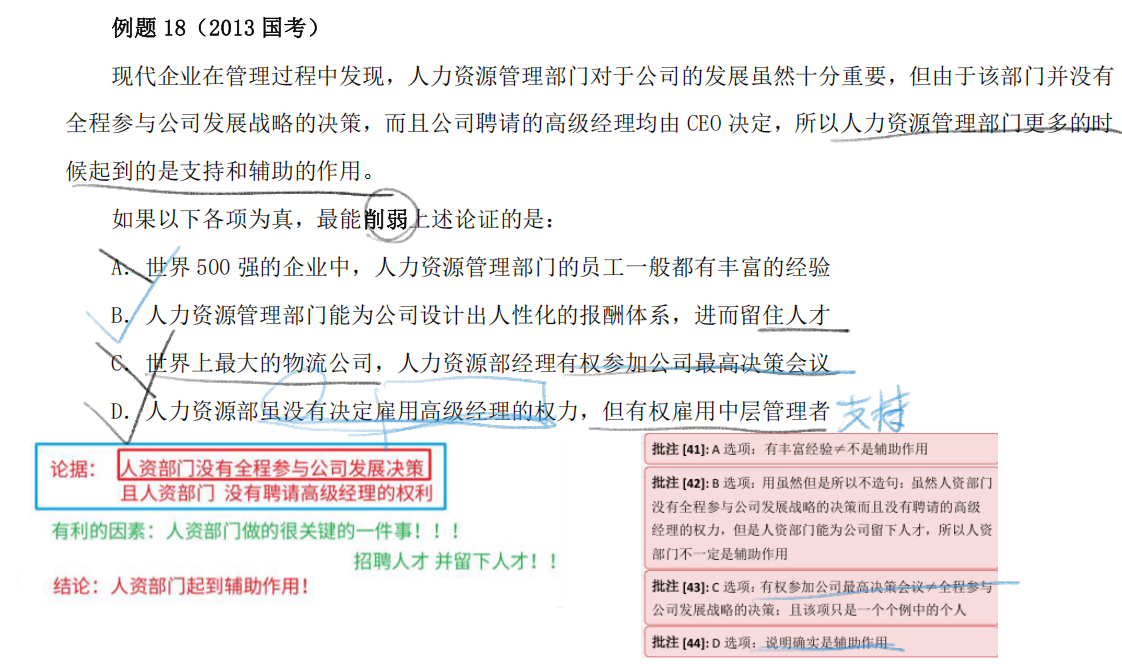 例题 18（2013 国考）
现代企业在管理过程中发现，人力资源管理部门对于公司的发展虽然十分重要，但由于该部门并没有
全程参与公司发展战略的决策，而且公司聘请的高级经理均由 CEO 决定，所以人力资源管理部门更多的时
候起到的是支持和辅助的作用。
如果以下各项为真，最能削弱上述论证的是：
A．世界 500 强的企业中，人力资源管理部门的员工一般都有丰富的经验
B．人力资源管理部门能为公司设计出人性化的报酬体系，进而留住人才
C．世界上最大的物流公司，人力资源部经理有权参加公司最高决策会议
D．人力资源部虽没有决定雇用高级经理的权力，但有权雇用中层管理者
支持
论据：人资部门没有全程参与公司发展决策
且人资部门 没有聘请高级经理的权利
有利的因素：人资部门做的很关键的一件事！！！
招聘人才 并留下人才！！
结论：人资部门起到辅助作用！
批注 [41]: A 选项：有丰富经验≠不是辅助作用
批注 [42]: B 选项：用虽然但是所以不造句：虽然人资部门
没有全程参与公司发展战略的决策而且没有聘请的高级
经理的权力，但是人资部门能为公司留下人才，所以人资
部门不一定是辅助作用
批注 [43]: C 选项：有权参加公司最高决策会议≠全程参与
公司发展战略的决策；且该项只是一个个例中的个人
批注 [44]: D 选项：说明确实是辅助作用